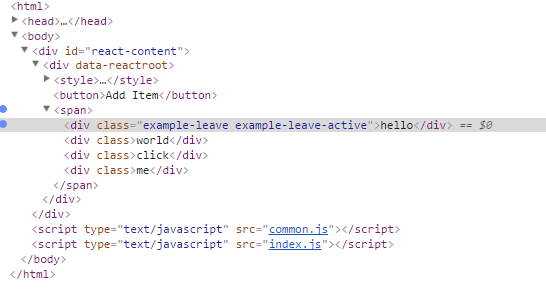 <html>
▶<head>…</head>
▼<body>
▼<div id="react-content">
▼<div data-reactroot>
▶<style>…</style>
<button>Add Item</button>
▼<span>
<div class="example-leave example-leave-active">hello</div> == $0
<div class>world</div>
<div class>click</div>
<div class>me</div>
</span>
</div>
</div>
<script type="text/javascript" src="common.js"></script>
<script type="text/javascript" src="index.js"></script>
</body>
</html>